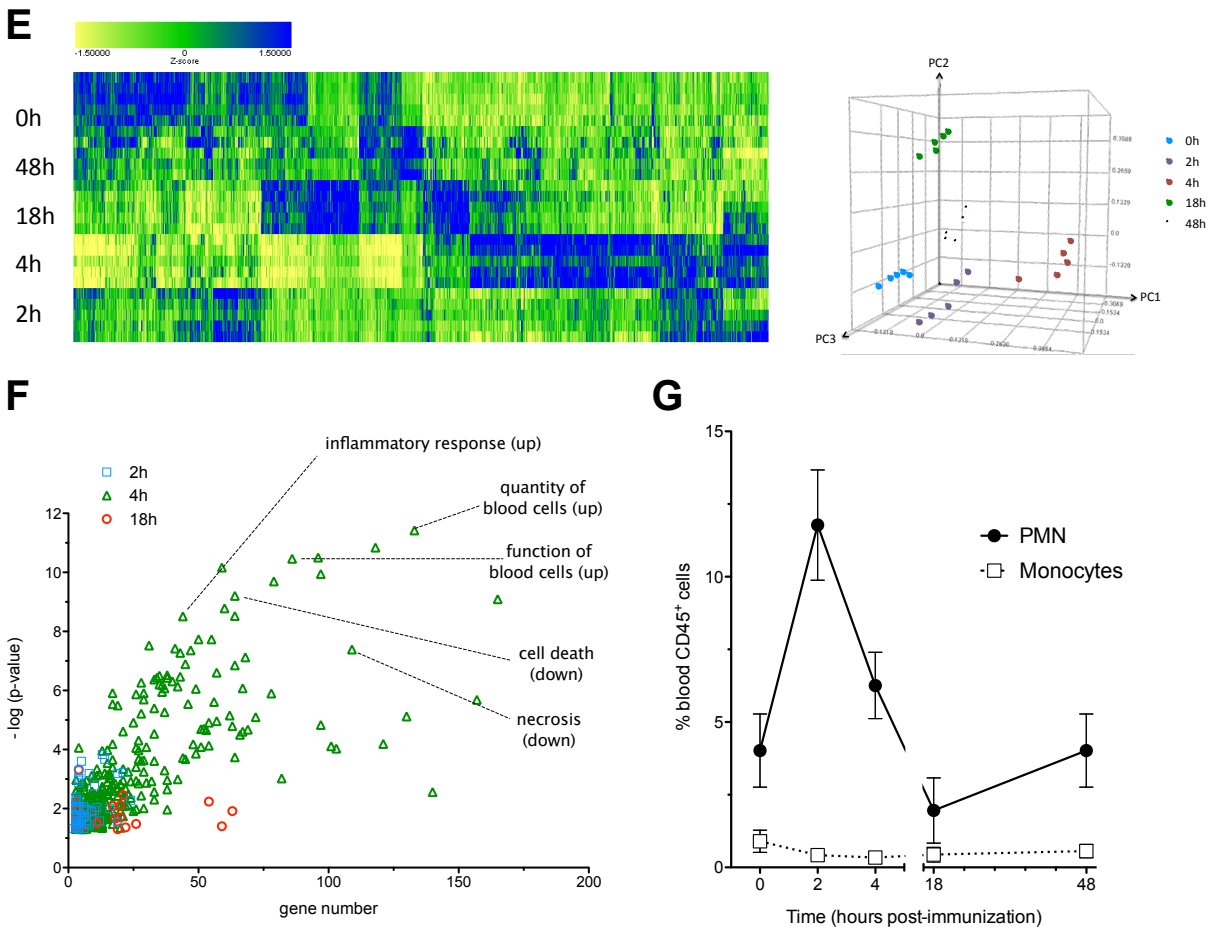 E
-1.50000
0
1.50000
Z-score
0h
48h
18h
4h
2h
PC2
PC1
PC3
0.2659
0.1329
0.0
-0.1329
0h
2h
4h
18h
48h
F
inflammatory response (up)
quantity of
blood cells (up)
function of
blood cells (up)
cell death
(down)
necrosis
(down)
2h
4h
18h
- log (p-value)
12
10
8
6
4
2
0
0
50
100
150
200
gene number
G
15
10
5
0
% blood CD45⁺ cells
PMN
Monocytes
0
2
4
18
48
Time (hours post-immunization)